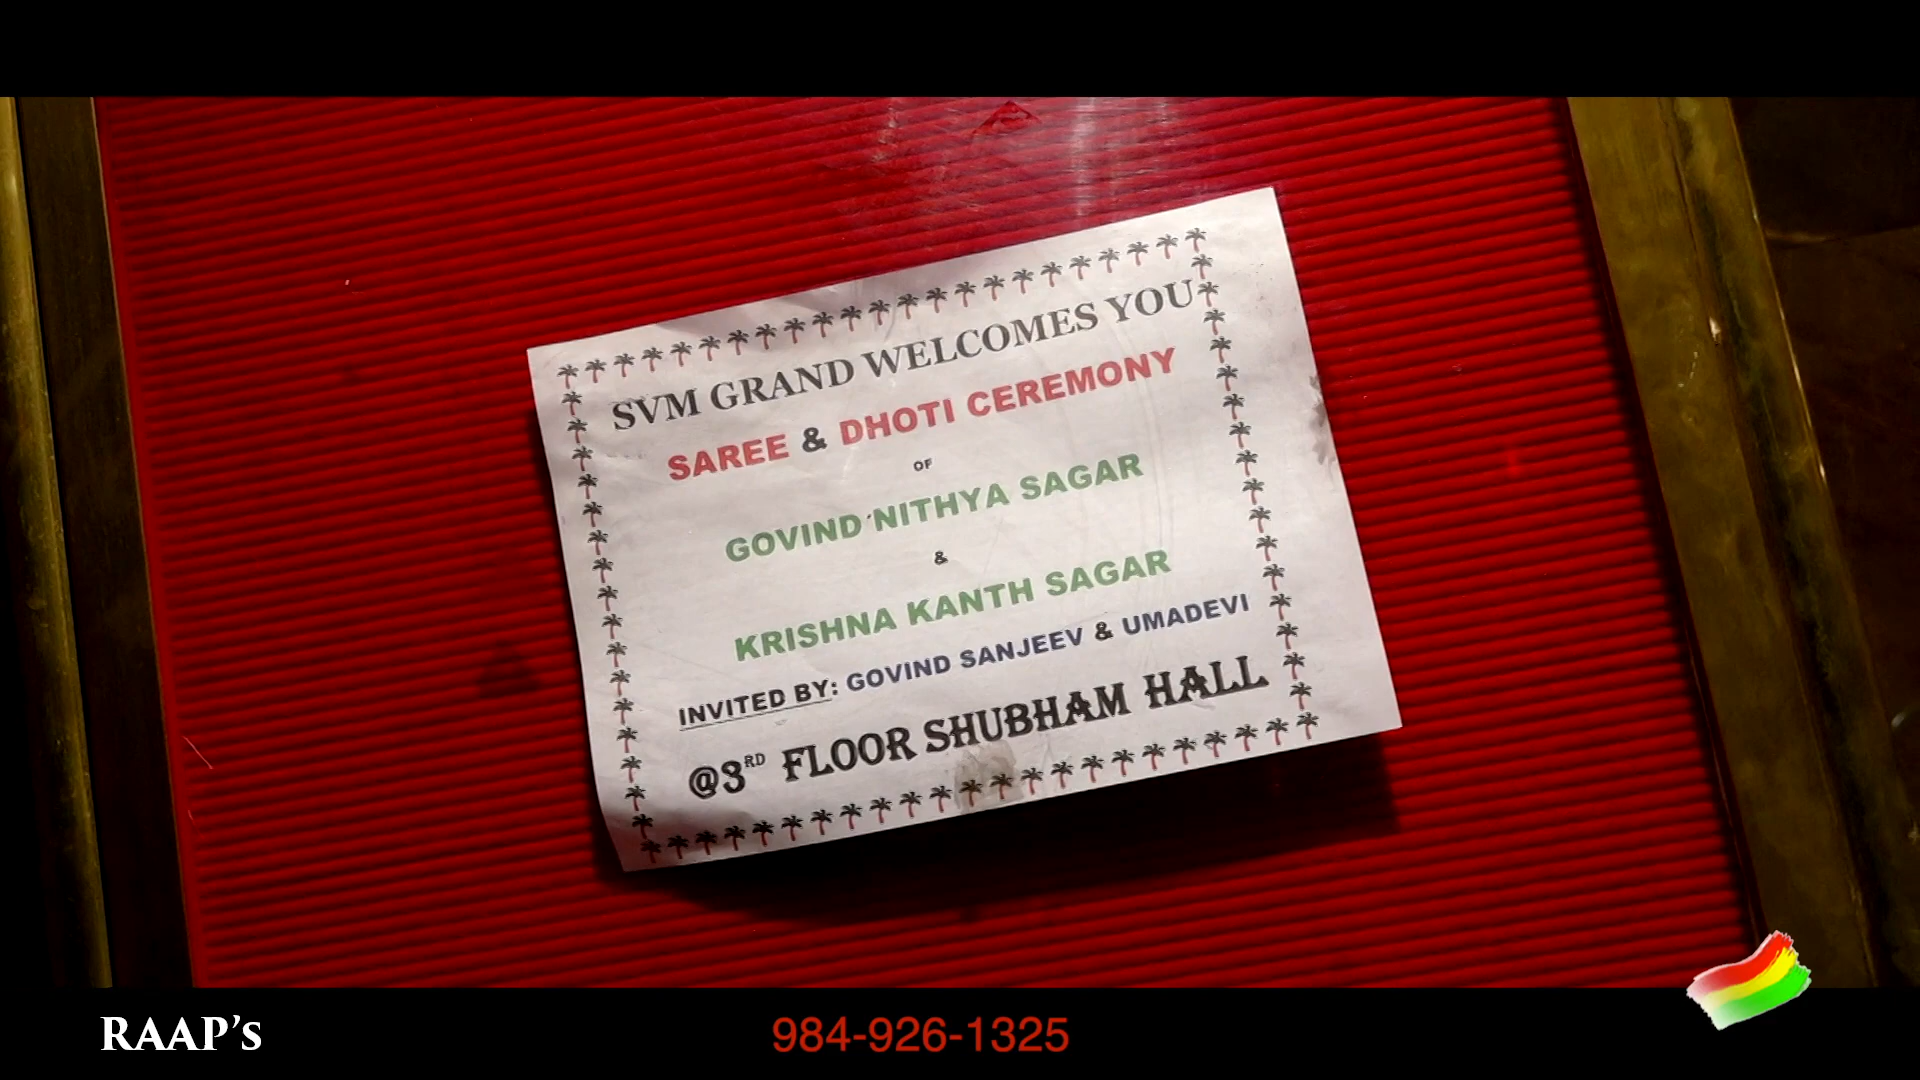 SVM GRAND WELCOMES YOU
SAREE & DHOTI CEREMONY
OF
GOVIND NITHYA SAGAR
&
KRISHNA KANTH SAGAR
INVITED BY: GOVIND SANJEEV & UMADEVI
@3RD FLOOR SHUBHAM HALL
RAAP's
984-926-1325